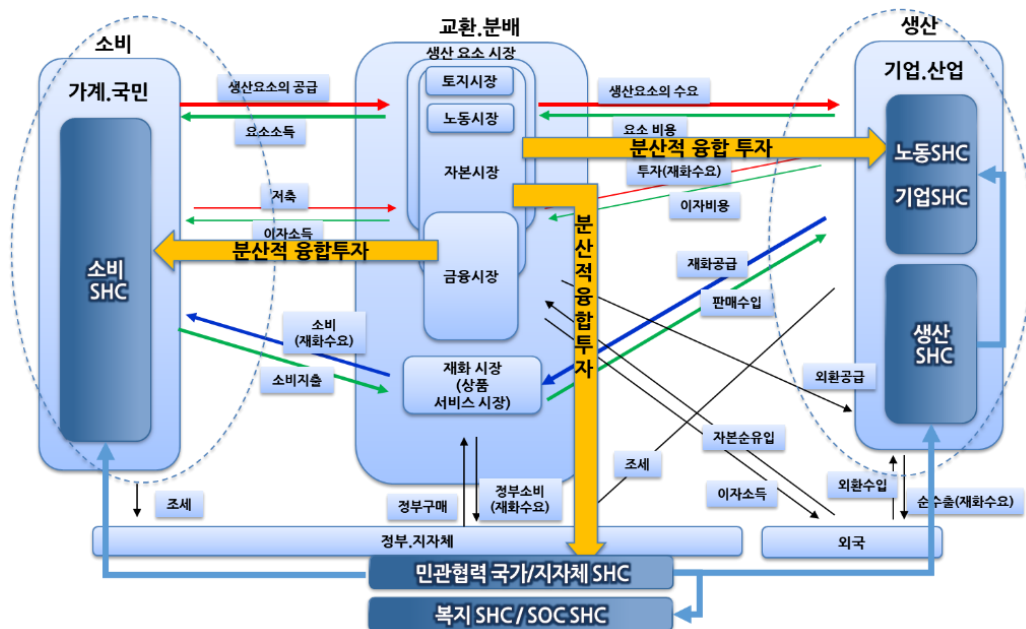 교환.분배
소비
생산
가계.국민
생산 요소 시장
기업.산업
토지시장
노동시장
자본시장
금융시장
재화 시장
(상품
서비스 시장)
생산요소의 공급
요소소득
생산요소의 수요
요소 비용
분산적 융합 투자
투자(재화수요)
이자비용
저축
이자소득
분산적 융합투자
분산적융합투자
소비
SHC
노동SHC
기업SHC
생산
SHC
재화공급
판매수입
소비
(재화수요)
소비지출
외환공급
자본순유입
이자소득
조세
외환수입
순수출(재화수요)
조세
정부구매
정부소비
(재화수요)
정부.지자체
외국
민관협력 국가/지자체 SHC
복지 SHC / SOC SHC